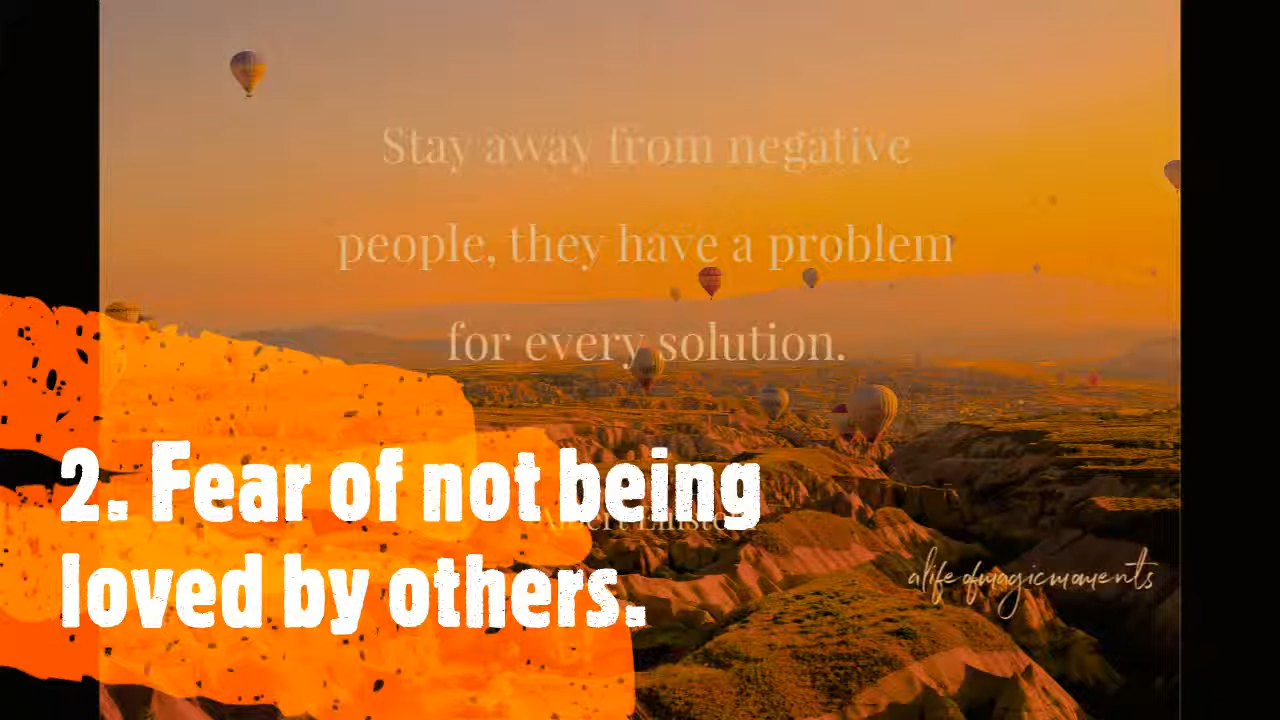 Stay away from negative
people, they have a problem
for every solution.
2. Fear of not being
loved by others.
alifeofmagicmoments